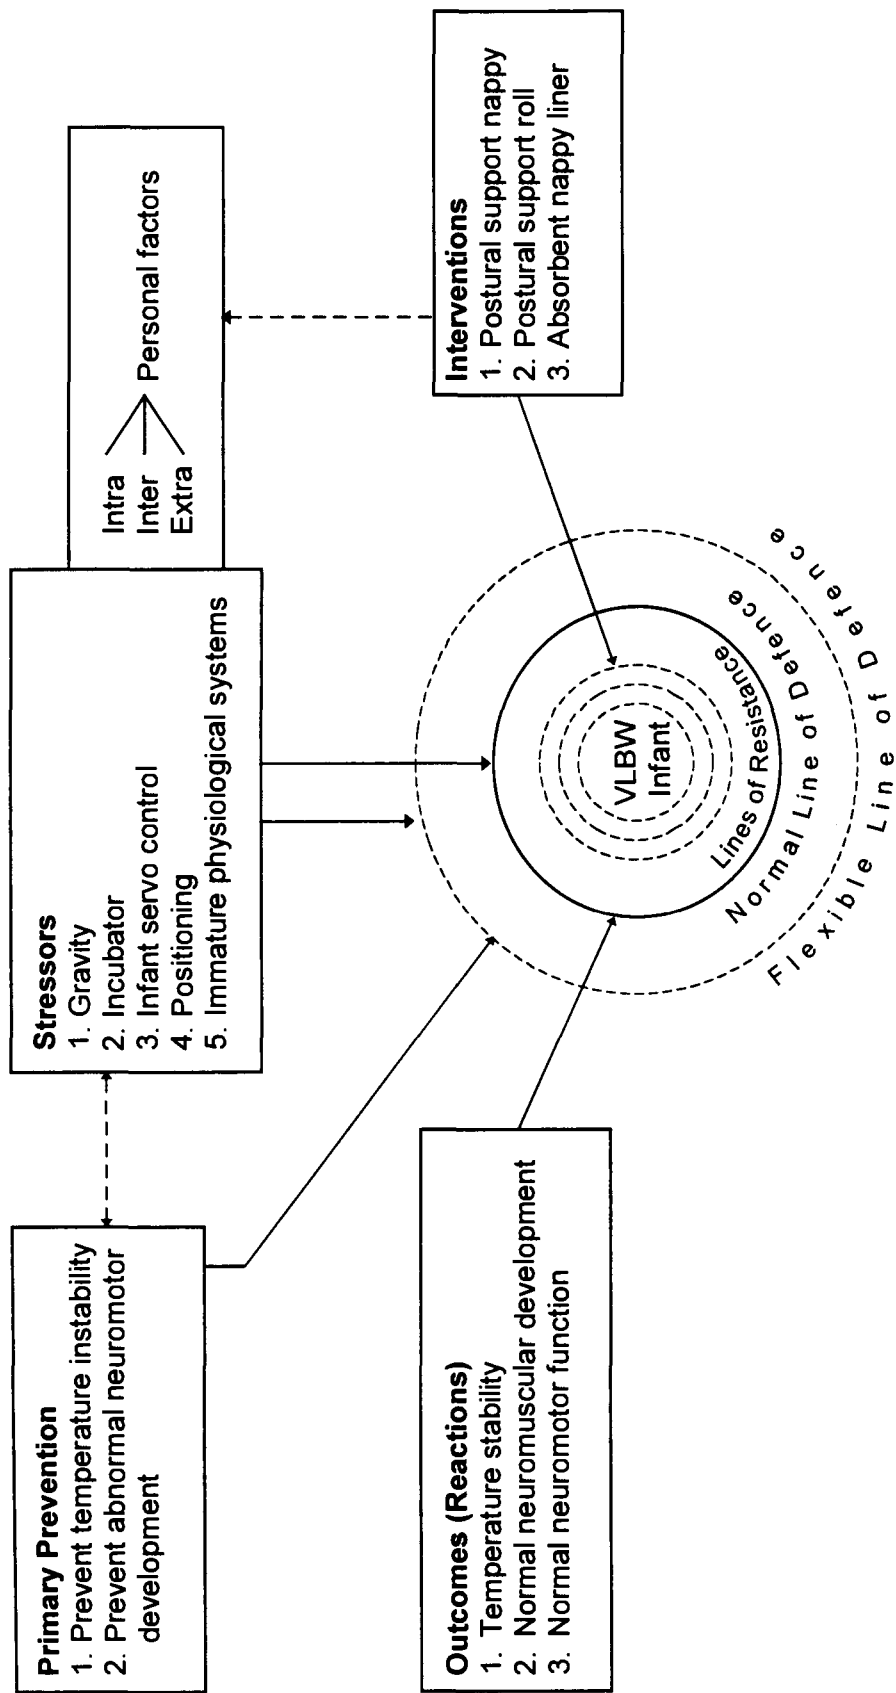 Primary Prevention
1. Prevent temperature instability
2. Prevent abnormal neuromotor
development
Stressors
1. Gravity
2. Incubator
3. Infant servo control
4. Positioning
5. Immature physiological systems
Intra
Inter
Extra
Personal factors
Outcomes (Reactions)
1. Temperature stability
2. Normal neuromuscular development
3. Normal neuromotor function
VLBW
Infant
Lines of Resistance
Normal Line of Defence
Flexible Line of Defence
Interventions
1. Postural support nappy
2. Postural support roll
3. Absorbent nappy liner